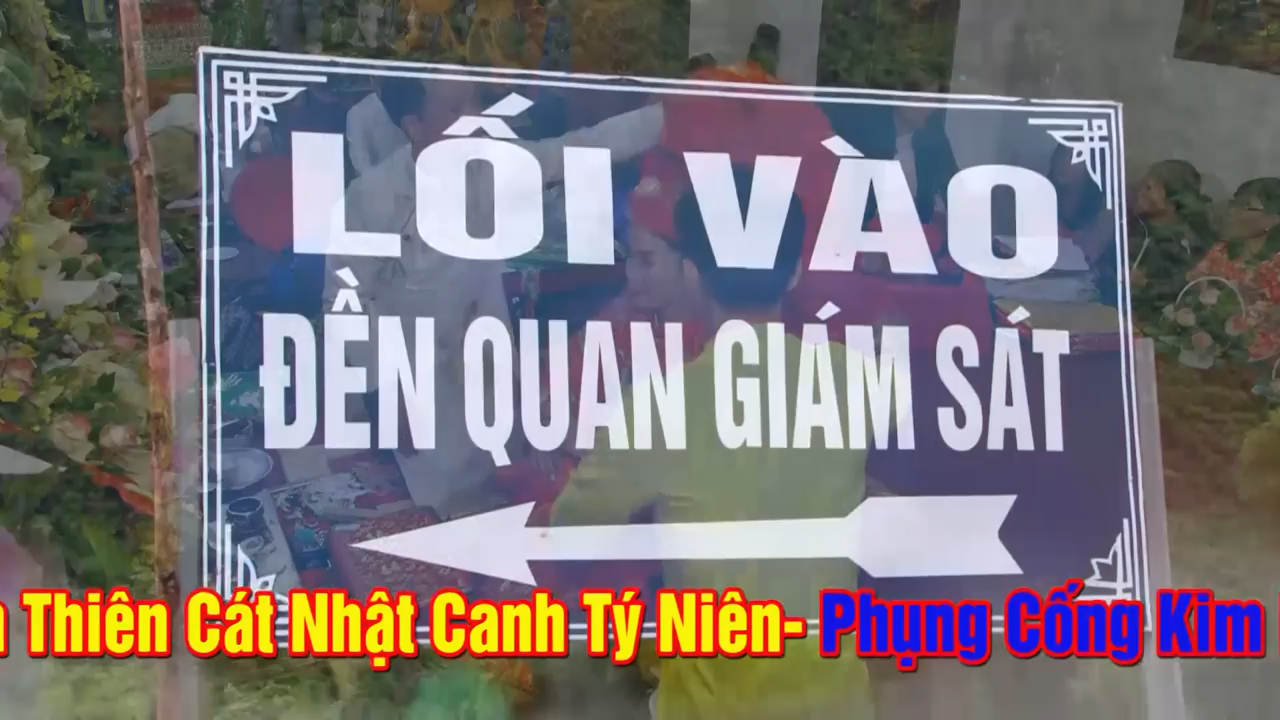 LỐI VÀO
ĐỀN QUAN GIÁM SÁT
Thiên Cát Nhật Canh Tý Niên- Phụng Cống Kim